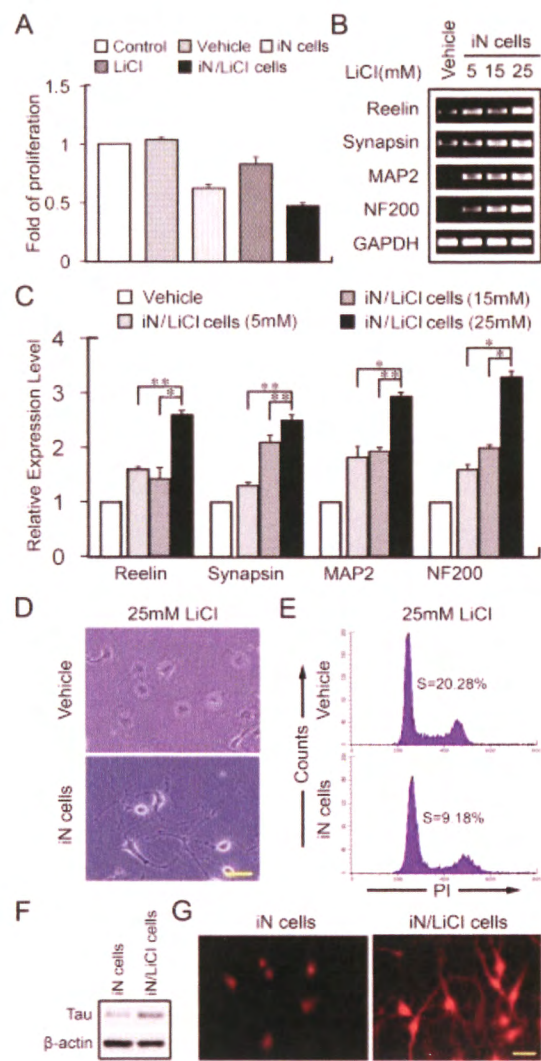 A
Control Vehicle iN cells
LiCl iN/LiCl cells
Fold of proliferation
1.5
1
0.5
0
B
Vehicle
iN cells
LiCl(mM) 5 15 25
Reelin
Synapsin
MAP2
NF200
GAPDH
C
Vehicle iN/LiCl cells (15mM)
iN/LiCl cells (5mM) iN/LiCl cells (25mM)
Relative Expression Level
4
3
2
1
0
** * ** ** * ** * *
Reelin Synapsin MAP2 NF200
D
25mM LiCl
Vehicle
iN cells
E
25mM LiCl
Vehicle
S=20.28%
Counts
iN cells
S=9.18%
PI
F
iN cells
iN/LiCl cells
Tau
β-actin
G
iN cells iN/LiCl cells